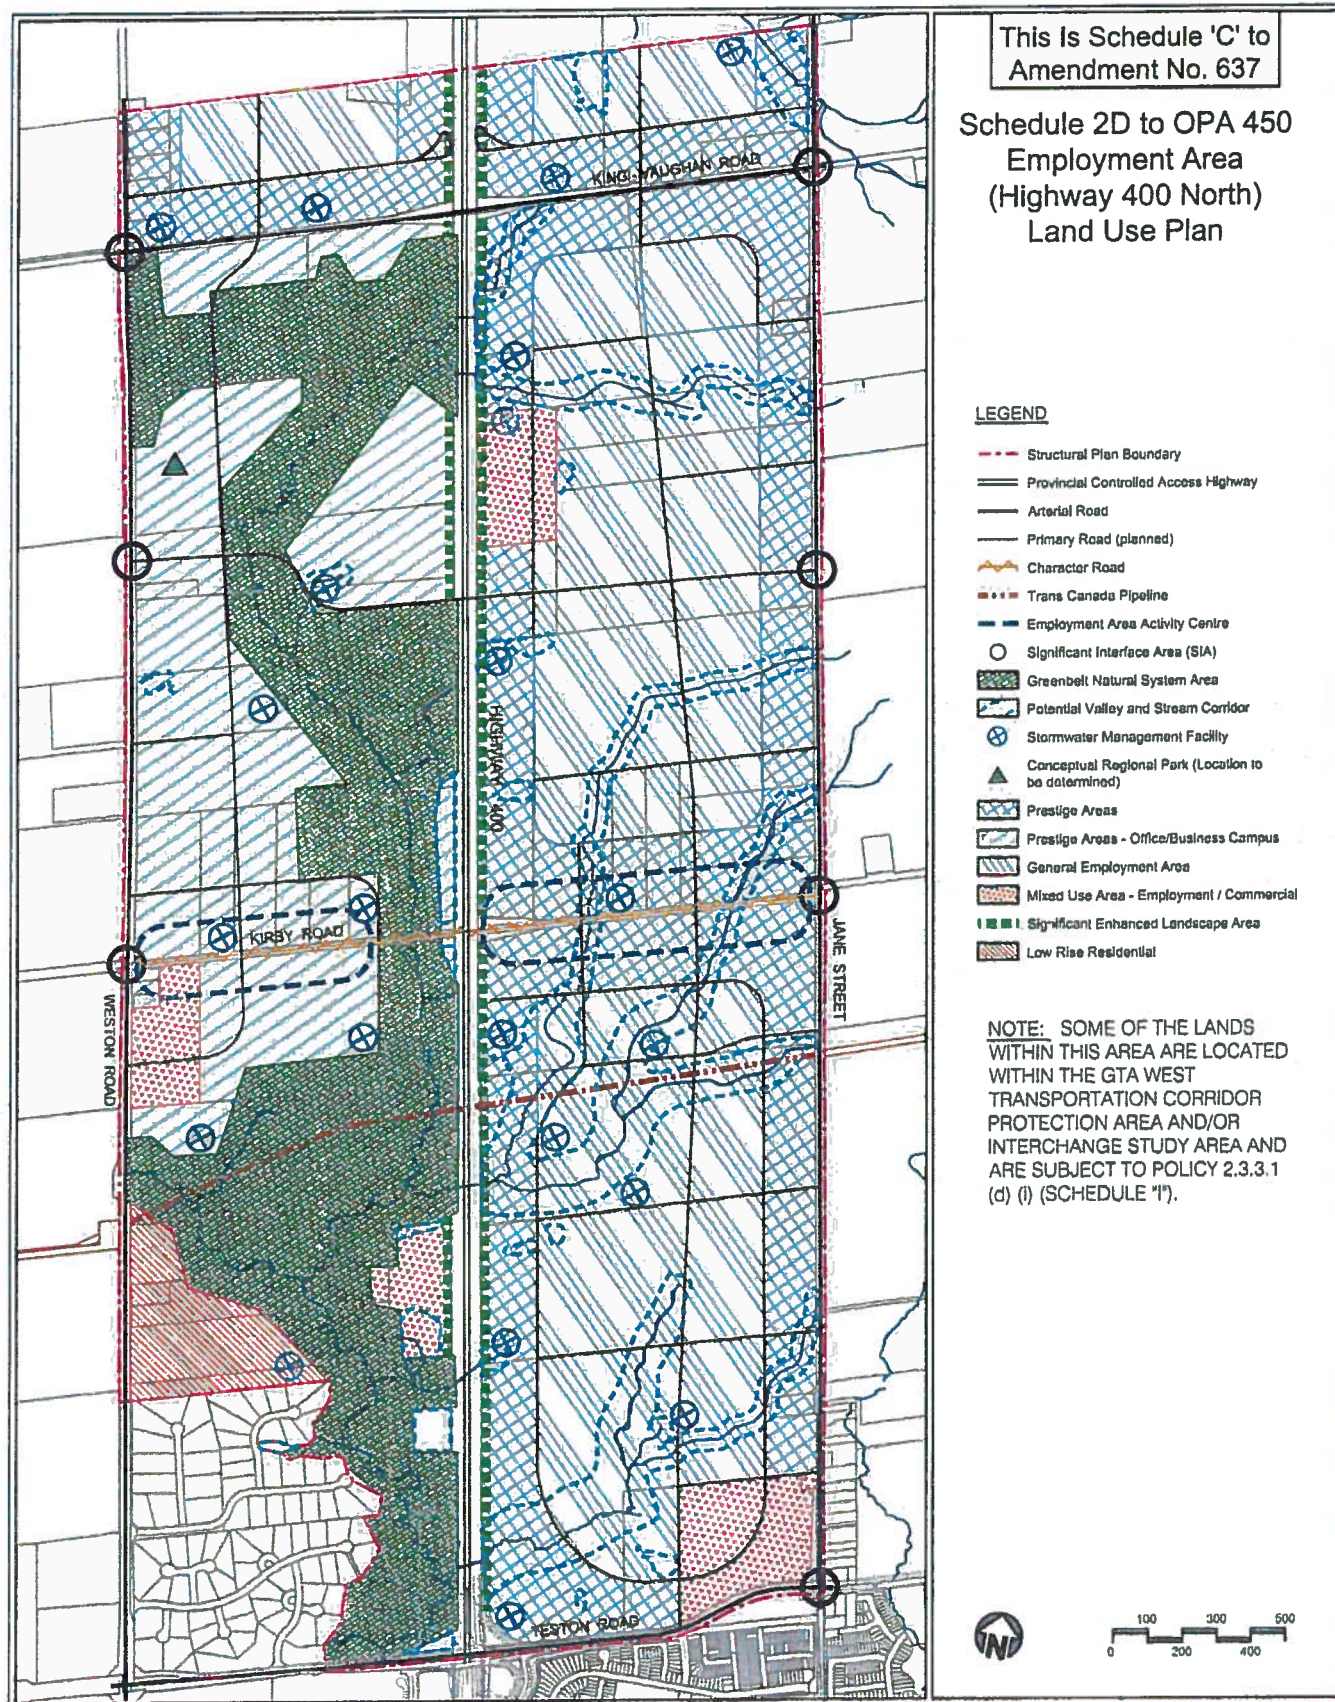 This Is Schedule 'C' to
Amendment No. 637
Schedule 2D to OPA 450
Employment Area
(Highway 400 North)
Land Use Plan
LEGEND
Structural Plan Boundary
Provincial Controlled Access Highway
Arterial Road
Primary Road (planned)
Character Road
Trans Canada Pipeline
Employment Area Activity Centre
Significant Interface Area (SIA)
Greenbelt Natural System Area
Potential Valley and Stream Corridor
Stormwater Management Facility
Conceptual Regional Park (Location to
be determined)
Prestige Areas
Prestige Areas - Office/Business Campus
General Employment Area
Mixed Use Area - Employment / Commercial
Significant Enhanced Landscape Area
Low Rise Residential
NOTE: SOME OF THE LANDS
WITHIN THIS AREA ARE LOCATED
WITHIN THE GTA WEST
TRANSPORTATION CORRIDOR
PROTECTION AREA AND/OR
INTERCHANGE STUDY AREA AND
ARE SUBJECT TO POLICY 2.3.3.1
(d) (i) (SCHEDULE "I").
KING-VAUGHAN ROAD
HIGHWAY 400
KIRBY ROAD
WESTON ROAD
JANE STREET
TESTON ROAD
N
100 300 500
0 200 400